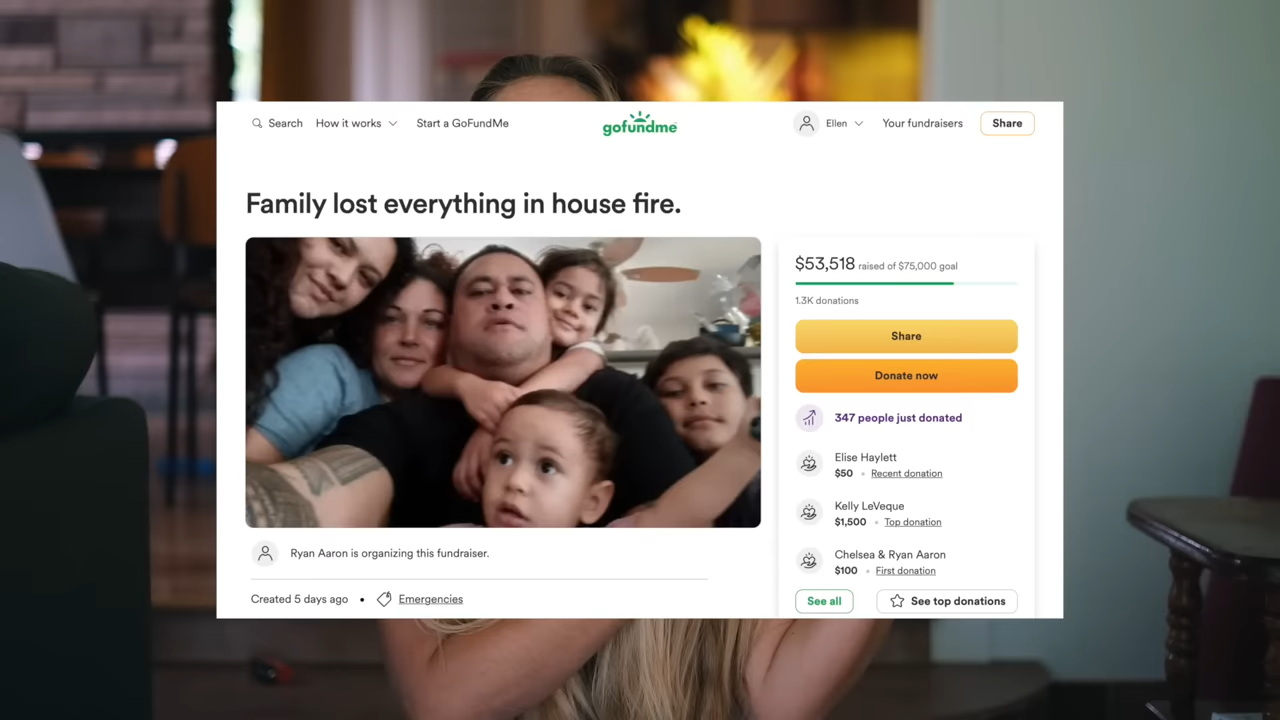 Search How it works Start a GoFundMe gofundme Ellen Your fundraisers Share
Family lost everything in house fire.
$53,518 raised of $75,000 goal
1.3K donations
Share
Donate now
347 people just donated
Elise Haylett
$50 • Recent donation
Kelly LeVeque
$1,500 • Top donation
Chelsea & Ryan Aaron
$100 • First donation
See all See top donations
Ryan Aaron is organizing this fundraiser.
Created 5 days ago • Emergencies